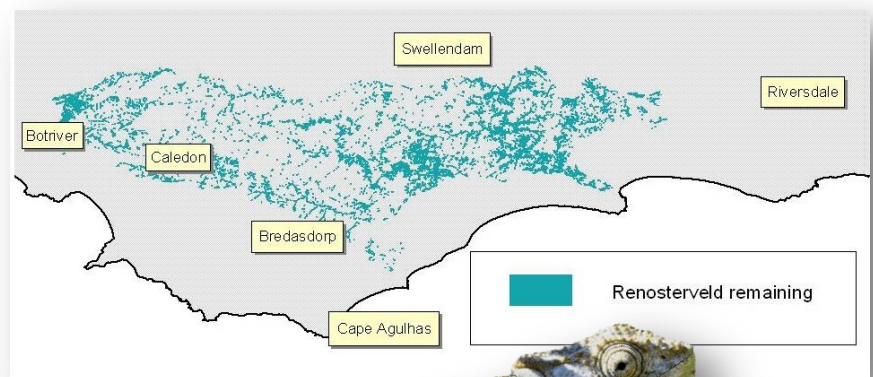 Swellendam
Riversdale
Botriver
Caledon
Bredasdorp
Renosterveld remaining
Cape Agulhas